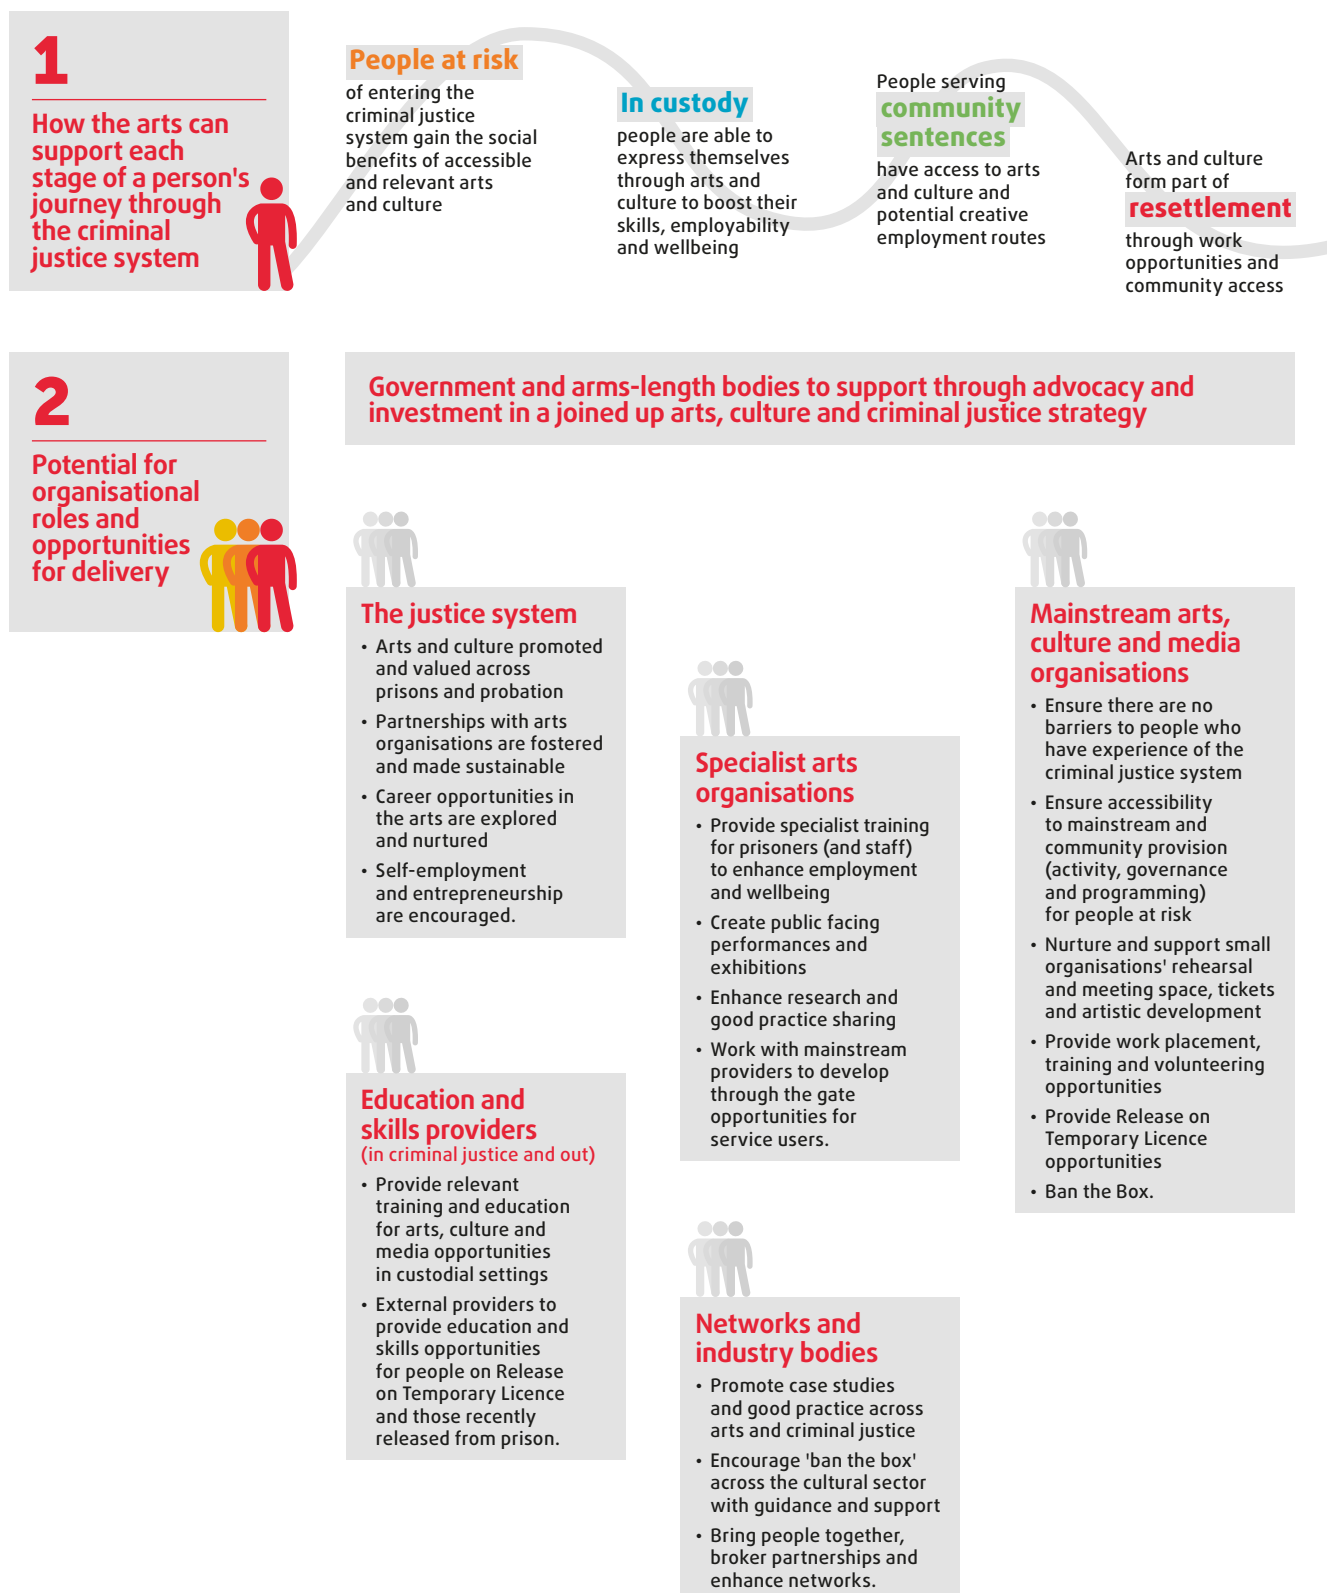 1
How the arts can
support each
stage of a person's
journey through
the criminal
justice system
People at risk
of entering the
criminal justice
system gain the social
benefits of accessible
and relevant arts
and culture
In custody
people are able to
express themselves
through arts and
culture to boost their
skills, employability
and wellbeing
People serving
community
sentences
have access to arts
and culture and
potential creative
employment routes
Arts and culture
form part of
resettlement
through work
opportunities and
community access
2
Potential for
organisational
roles and
opportunities
for delivery
Government and arms-length bodies to support through advocacy and
investment in a joined up arts, culture and criminal justice strategy
The justice system
• Arts and culture promoted
and valued across
prisons and probation
• Partnerships with arts
organisations are fostered
and made sustainable
• Career opportunities in
the arts are explored
and nurtured
• Self-employment
and entrepreneurship
are encouraged.
Education and
skills providers
(in criminal justice and out)
• Provide relevant
training and education
for arts, culture and
media opportunities
in custodial settings
• External providers to
provide education and
skills opportunities
for people on Release
on Temporary Licence
and those recently
released from prison.
Specialist arts
organisations
• Provide specialist training
for prisoners (and staff)
to enhance employment
and wellbeing
• Create public facing
performances and
exhibitions
• Enhance research and
good practice sharing
• Work with mainstream
providers to develop
through the gate
opportunities for
service users.
Networks and
industry bodies
• Promote case studies
and good practice across
arts and criminal justice
• Encourage 'ban the box'
across the cultural sector
with guidance and support
• Bring people together,
broker partnerships and
enhance networks.
Mainstream arts,
culture and media
organisations
• Ensure there are no
barriers to people who
have experience of the
criminal justice system
• Ensure accessibility
to mainstream and
community provision
(activity, governance
and programming)
for people at risk
• Nurture and support small
organisations' rehearsal
and meeting space, tickets
and artistic development
• Provide work placement,
training and volunteering
opportunities
• Provide Release on
Temporary Licence
opportunities
• Ban the Box.